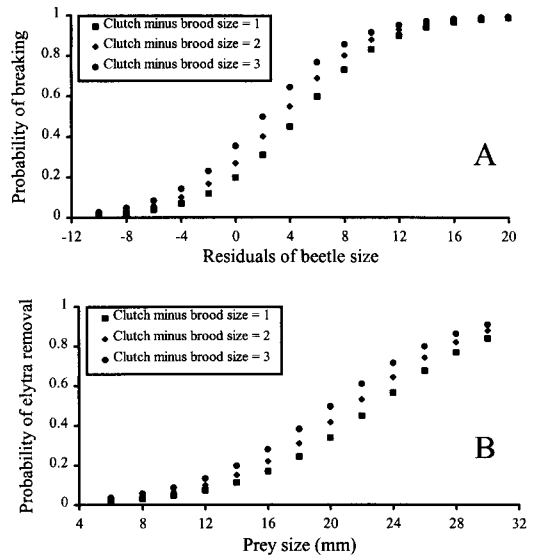 1
Clutch minus brood size = 1
Clutch minus brood size = 2
Clutch minus brood size = 3
0.8
0.6
0.4
0.2
0
Probability of breaking
A
-12 -8 -4 0 4 8 12 16 20
Residuals of beetle size
1
Clutch minus brood size = 1
Clutch minus brood size = 2
Clutch minus brood size = 3
0.8
0.6
0.4
0.2
0
Probability of elytra removal
B
4 8 12 16 20 24 28 32
Prey size (mm)